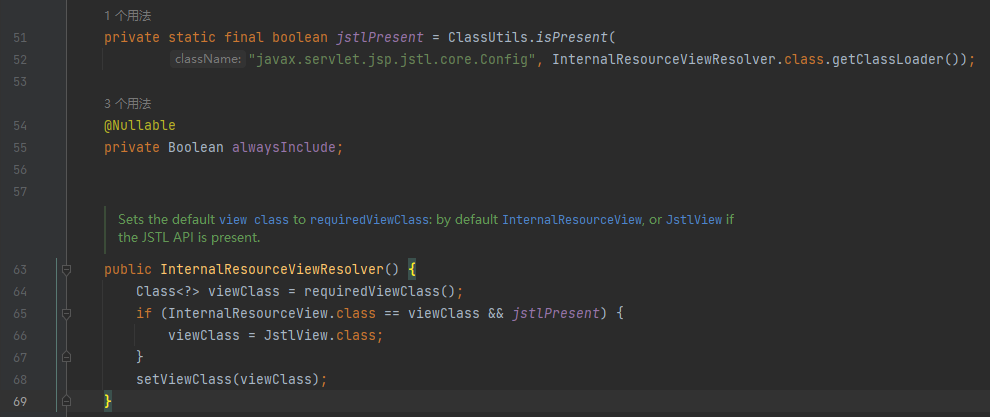 1 个用法
51 private static final boolean jstlPresent = ClassUtils.isPresent(
52 className: "javax.servlet.jsp.jstl.core.Config", InternalResourceViewResolver.class.getClassLoader());
53
3 个用法
54 @Nullable
55 private Boolean alwaysInclude;
56
57
Sets the default view class to requiredViewClass: by default InternalResourceView, or JstlView if
the JSTL API is present.
63 public InternalResourceViewResolver() {
64 Class<?> viewClass = requiredViewClass();
65 if (InternalResourceView.class == viewClass && jstlPresent) {
66 viewClass = JstlView.class;
67 }
68 setViewClass(viewClass);
69 }